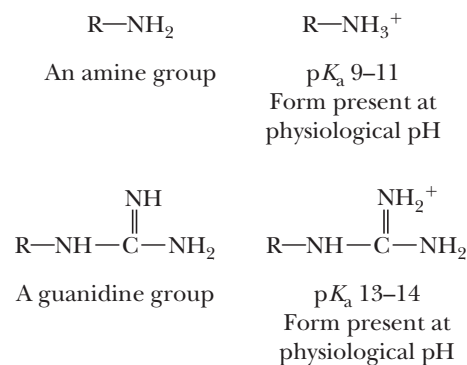 R—NH₂ R—NH₃⁺
An amine group pKₐ 9–11
Form present at
physiological pH
NH NH₂⁺
R—NH—C—NH₂ R—NH—C—NH₂
A guanidine group pKₐ 13–14
Form present at
physiological pH